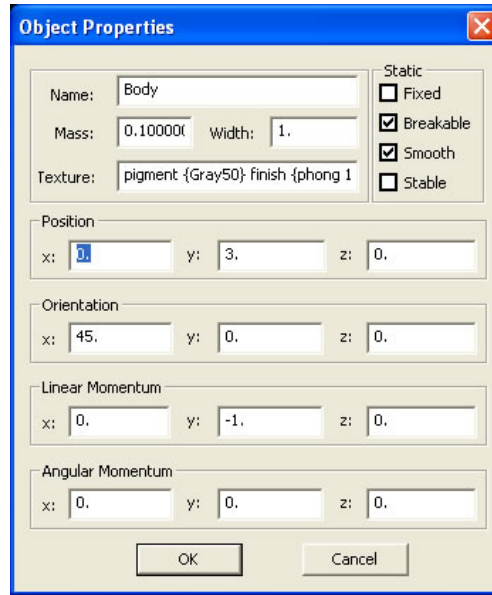 Object Properties
Static
Name: Body
Fixed
Mass: 0.10000( Width: 1.
Breakable
Smooth
Texture: pigment {Gray50} finish {phong 1
Stable
Position
x: 0. y: 3. z: 0.
Orientation
x: 45. y: 0. z: 0.
Linear Momentum
x: 0. y: -1. z: 0.
Angular Momentum
x: 0. y: 0. z: 0.
OK Cancel